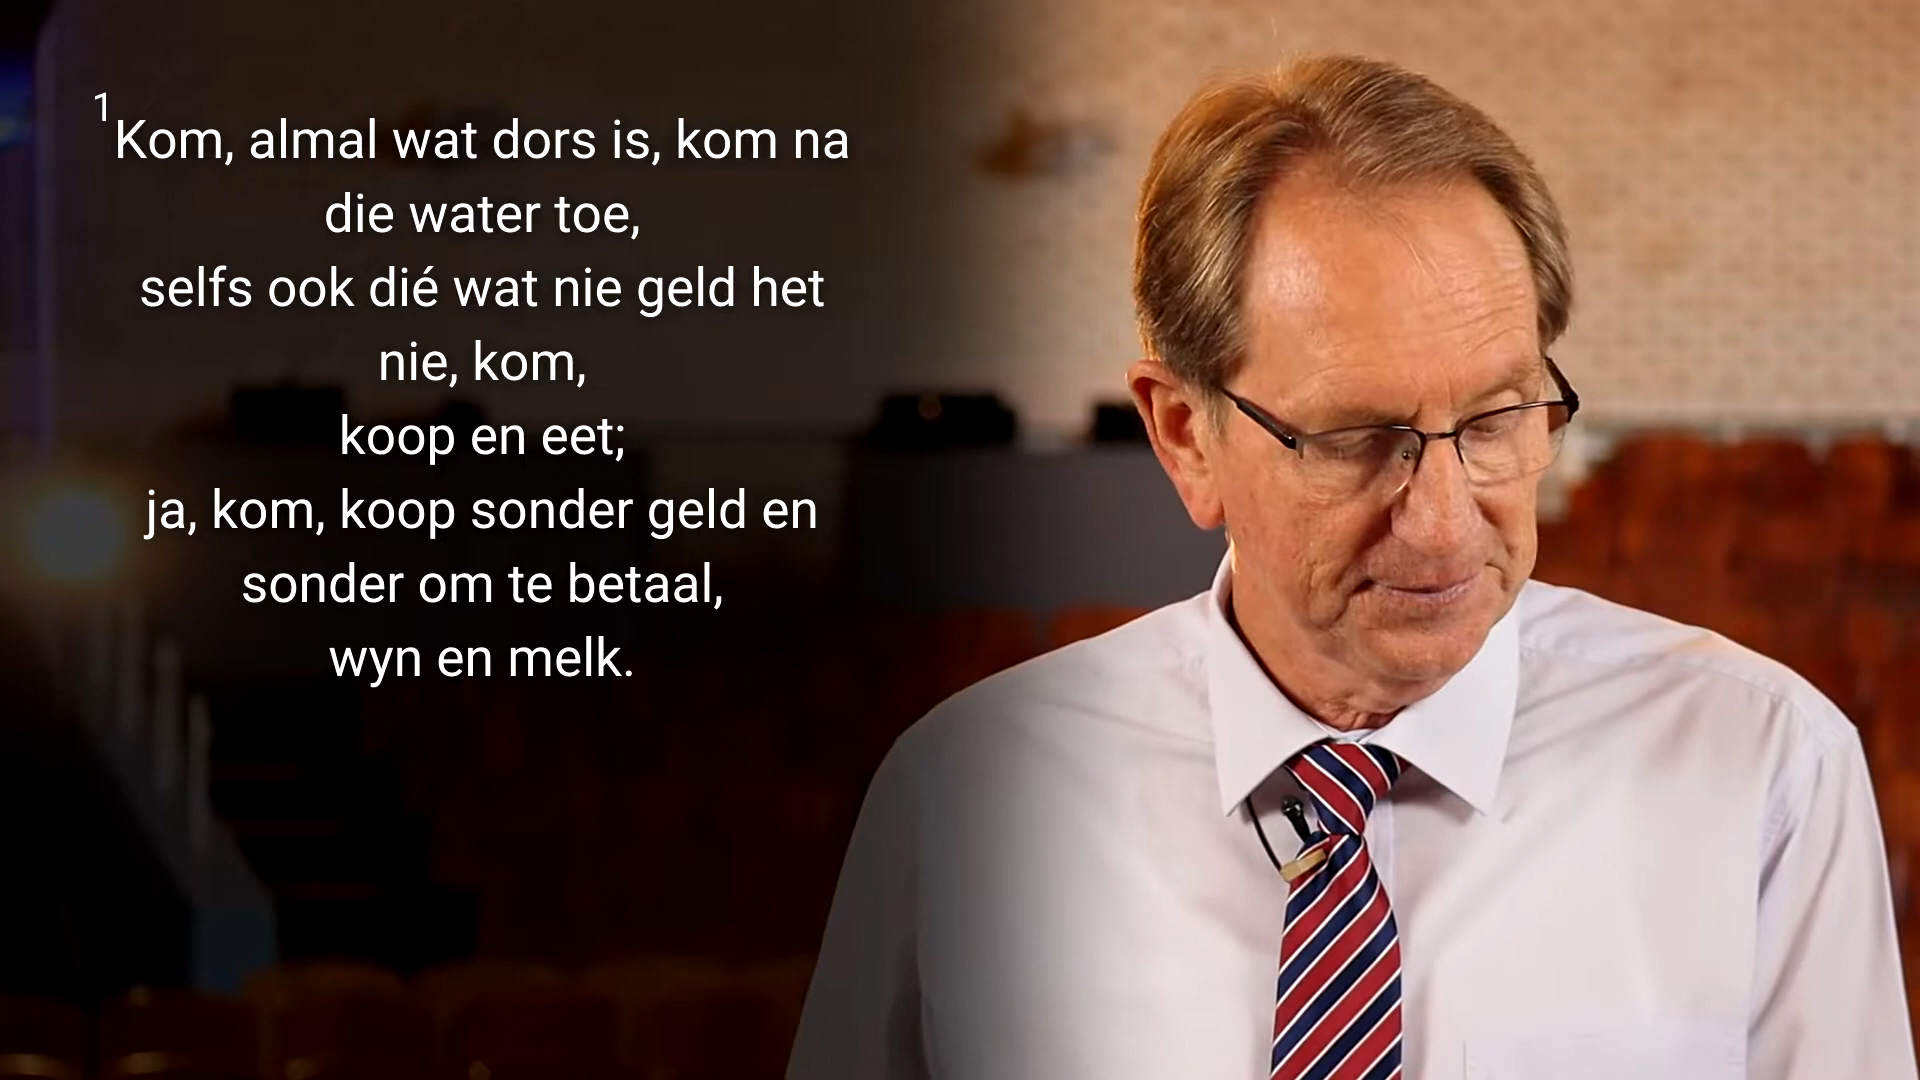 1 Kom, almal wat dors is, kom na
die water toe,
selfs ook dié wat nie geld het
nie, kom,
koop en eet;
ja, kom, koop sonder geld en
sonder om te betaal,
wyn en melk.